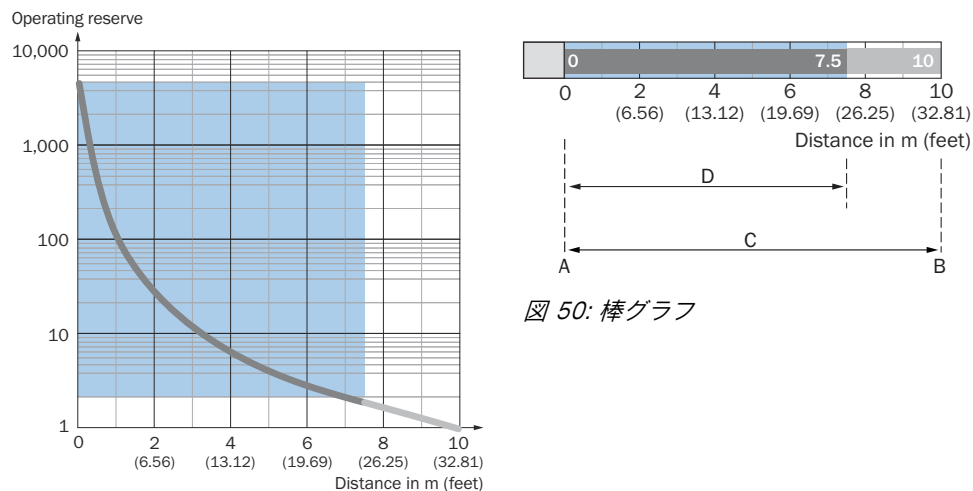 Operating reserve
10,000
1,000
100
10
1
0 2 4 6 8 10
(6.56) (13.12) (19.69) (26.25) (32.81)
Distance in m (feet)
0 7.5 10
0 2 4 6 8 10
(6.56) (13.12) (19.69) (26.25) (32.81)
Distance in m (feet)
D
C
A B
図 50: 棒グラフ